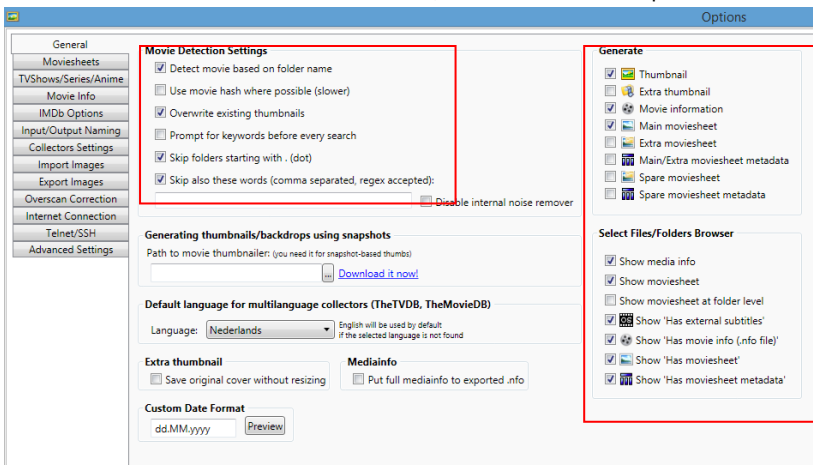 Options
General
Moviesheets
TVShows/Series/Anime
Movie Info
IMDb Options
Input/Output Naming
Collectors Settings
Import Images
Export Images
Overscan Correction
Internet Connection
Telnet/SSH
Advanced Settings
Movie Detection Settings
Detect movie based on folder name
Use movie hash where possible (slower)
Overwrite existing thumbnails
Prompt for keywords before every search
Skip folders starting with . (dot)
Skip also these words (comma separated, regex accepted):
Disable internal noise remover
Generating thumbnails/backdrops using snapshots
Path to movie thumbnailer: (you need it for snapshot-based thumbs)
... Download it now!
Default language for multilanguage collectors (TheTVDB, TheMovieDB)
Language: Nederlands
English will be used by default
if the selected language is not found
Extra thumbnail
Save original cover without resizing
Mediainfo
Put full mediainfo to exported .nfo
Custom Date Format
dd.MM.yyyy Preview
Generate
Thumbnail
Extra thumbnail
Movie information
Main moviesheet
Extra moviesheet
Main/Extra moviesheet metadata
Spare moviesheet
Spare moviesheet metadata
Select Files/Folders Browser
Show media info
Show moviesheet
Show moviesheet at folder level
OS Show 'Has external subtitles'
Show 'Has movie info (.nfo file)'
Show 'Has moviesheet'
Show 'Has moviesheet metadata'